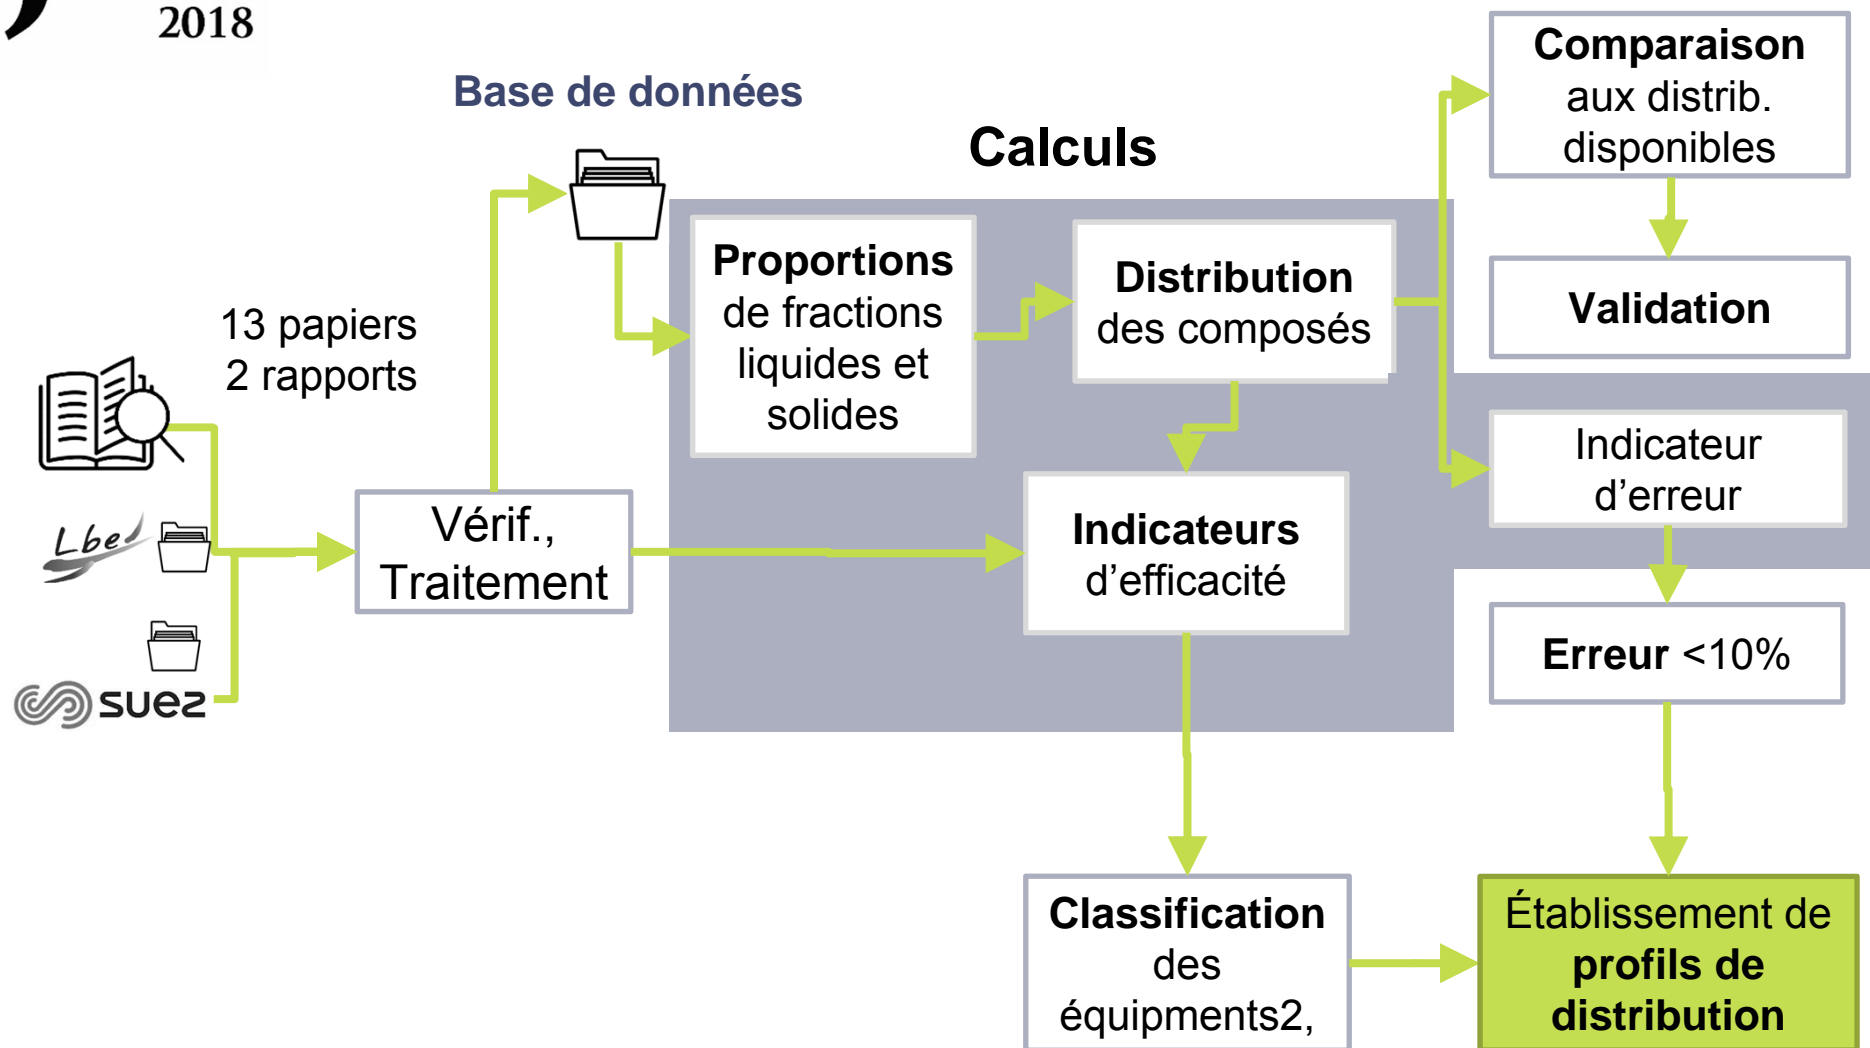 2018
Base de données
Calculs
13 papiers
2 rapports
Lbe
suez
Vérif.,
Traitement
Proportions
de fractions
liquides et
solides
Distribution
des composés
Indicateurs
d'efficacité
Comparaison
aux distrib.
disponibles
Validation
Indicateur
d'erreur
Erreur <10%
Classification
des
équipments2,
Établissement de
profils de
distribution